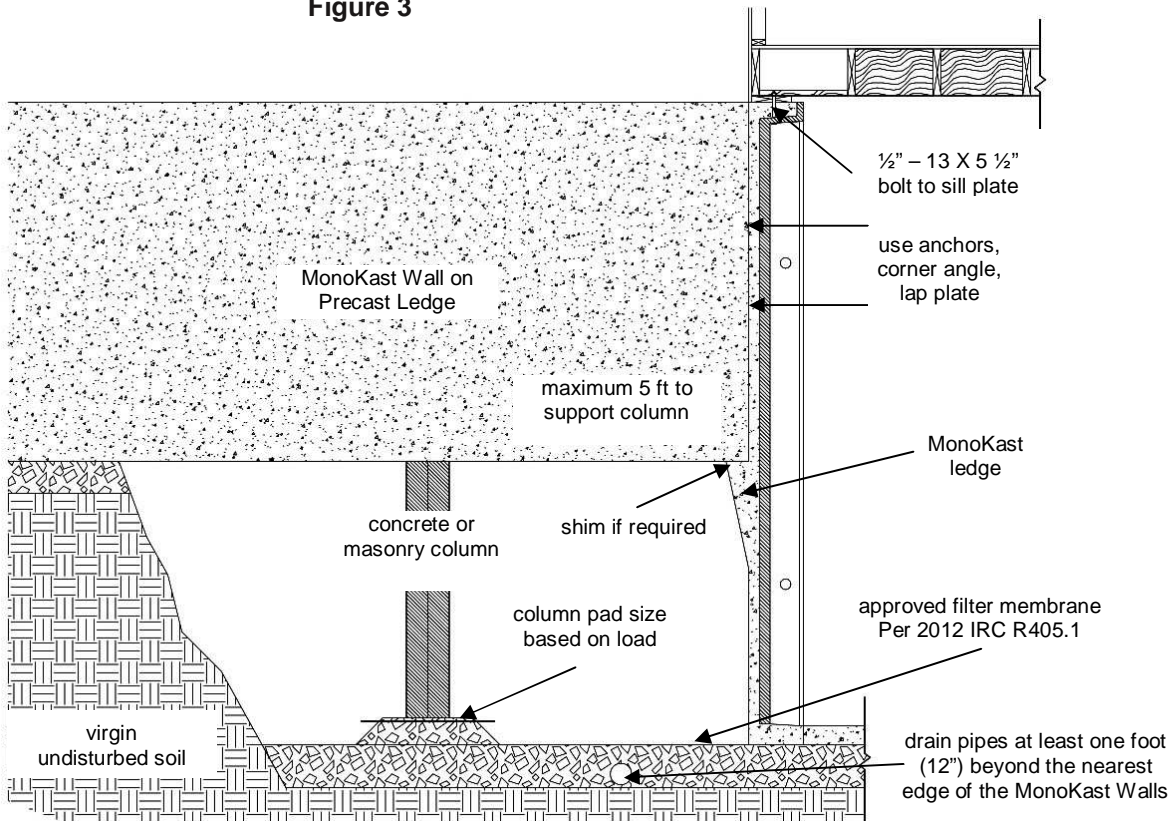 Figure 3
½” – 13 X 5 ½”
bolt to sill plate
use anchors,
corner angle,
lap plate
MonoKast Wall on
Precast Ledge
maximum 5 ft to
support column
MonoKast
ledge
shim if required
concrete or
masonry column
column pad size
based on load
approved filter membrane
Per 2012 IRC R405.1
virgin
undisturbed soil
drain pipes at least one foot
(12”) beyond the nearest
edge of the MonoKast Walls